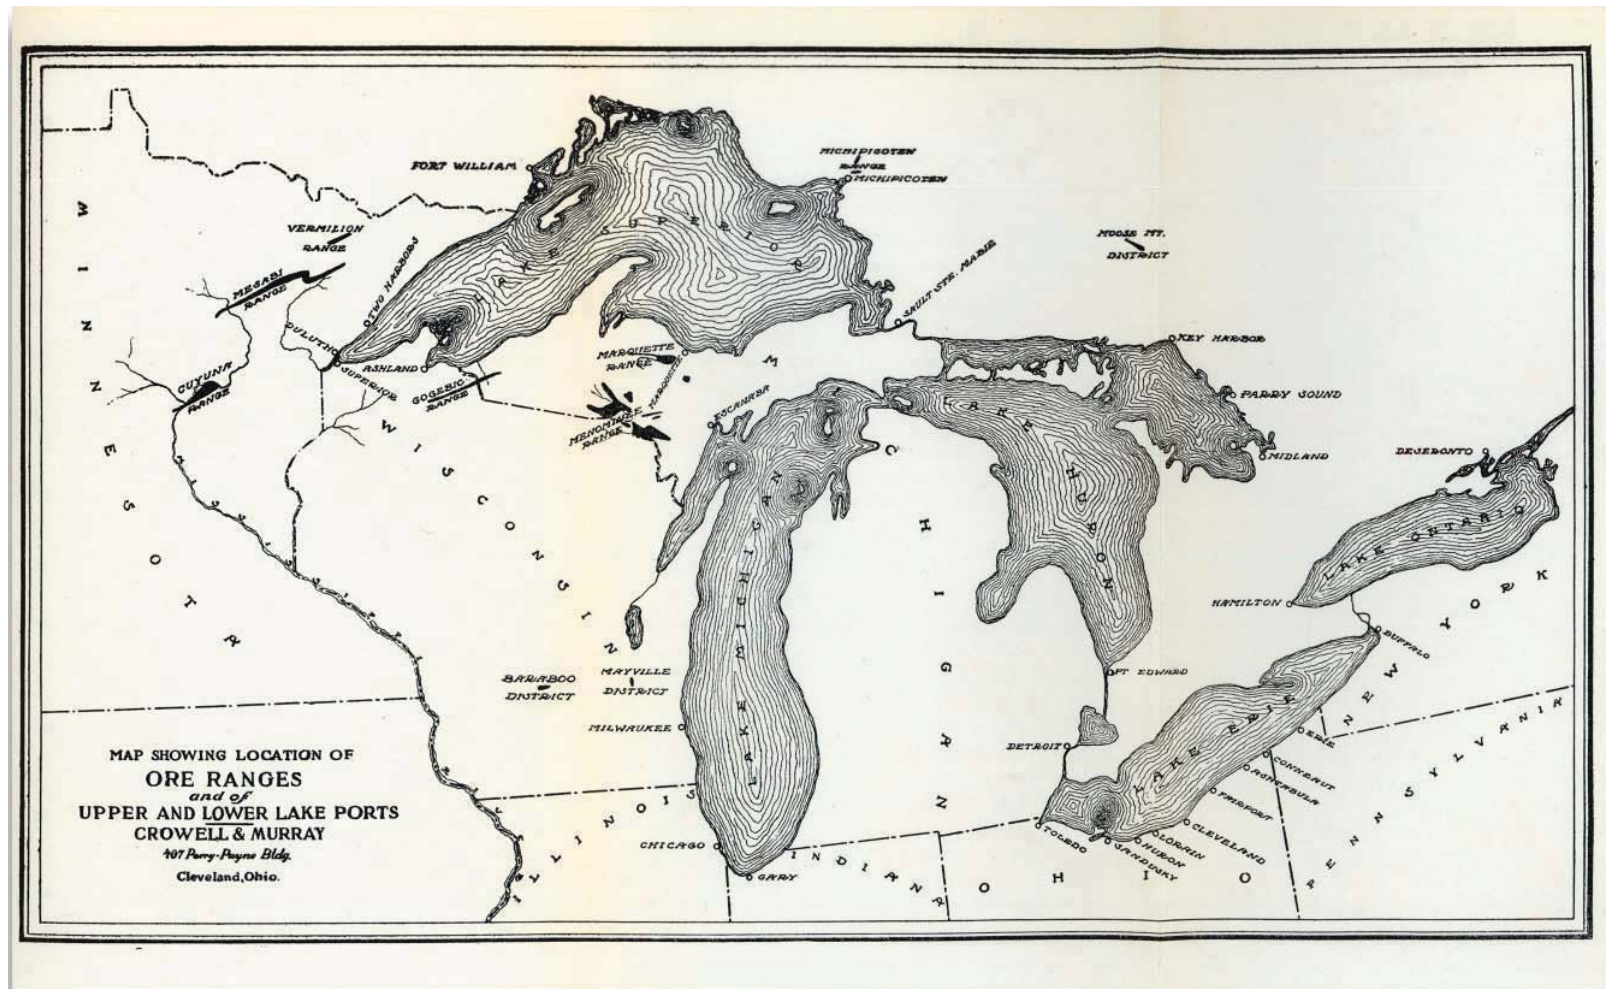 FORT WILLIAM
MICHIPICOTEN
RANGE
MICHIPICOTEN
MINNESOTA
VERMILION
RANGE
MESABI
RANGE
TWO HARBORS
LAKE SUPERIOR
SAULT STE. MARIE
MOOSE MT.
DISTRICT
DULUTH
SUPERIOR
ASHLAND
GOGEBIC
RANGE
CUYUNA
RANGE
MARQUETTE
RANGE
MARQUETTE
MENOMINEE
RANGE
ESCANABA
KEY HARBOR
PARRY SOUND
MIDLAND
DESERONTO
WISCONSIN
MICHIGAN
LAKE MICHIGAN
LAKE HURON
LAKE ONTARIO
HAMILTON
BUFFALO
NEW YORK
MISSISSIPPI
BARABOO
DISTRICT
MAYVILLE
DISTRICT
MILWAUKEE
PT EDWARD
DETROIT
LAKE ERIE
ERIE
CONNEAUT
ASHTABULA
FAIRPORT
CLEVELAND
LORAIN
HURON
SANDUSKY
TOLEDO
PENNSYLVANIA
ILLINOIS
CHICAGO
GARY
INDIANA
OHIO
MAP SHOWING LOCATION OF
ORE RANGES
and of
UPPER AND LOWER LAKE PORTS
CROWELL & MURRAY
407 Perry-Payne Bldg.
Cleveland, Ohio.